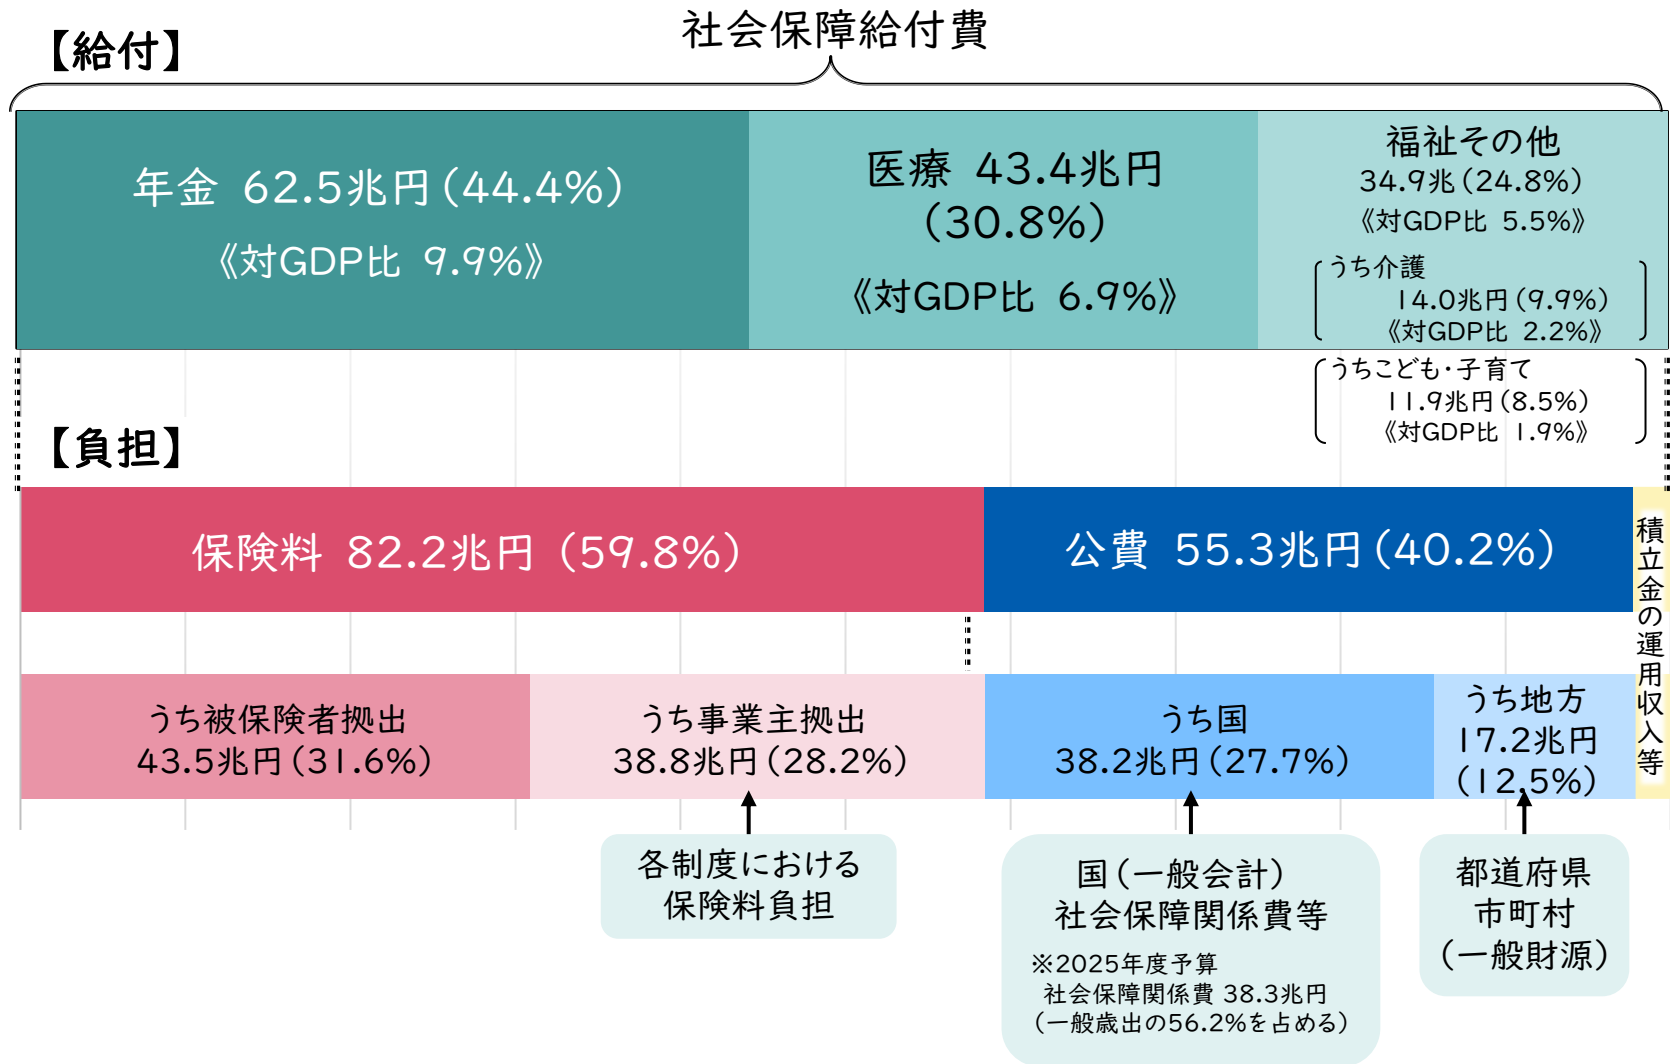 社会保障給付費
【給付】
年金 62.5兆円(44.4%)
《対GDP比 9.9%》
医療 43.4兆円
(30.8%)
《対GDP比 6.9%》
福祉その他
34.9兆(24.8%)
《対GDP比 5.5%》
うち介護
14.0兆円(9.9%)
《対GDP比 2.2%》
うちこども・子育て
11.9兆円(8.5%)
《対GDP比 1.9%》
【負担】
保険料 82.2兆円 (59.8%)
公費 55.3兆円(40.2%)
積立金の運用収入等
うち被保険者拠出
43.5兆円(31.6%)
うち事業主拠出
38.8兆円(28.2%)
うち国
38.2兆円(27.7%)
うち地方
17.2兆円
(12.5%)
各制度における
保険料負担
国(一般会計)
社会保障関係費等
※2025年度予算
社会保障関係費 38.3兆円
(一般歳出の56.2%を占める)
都道府県
市町村
(一般財源)